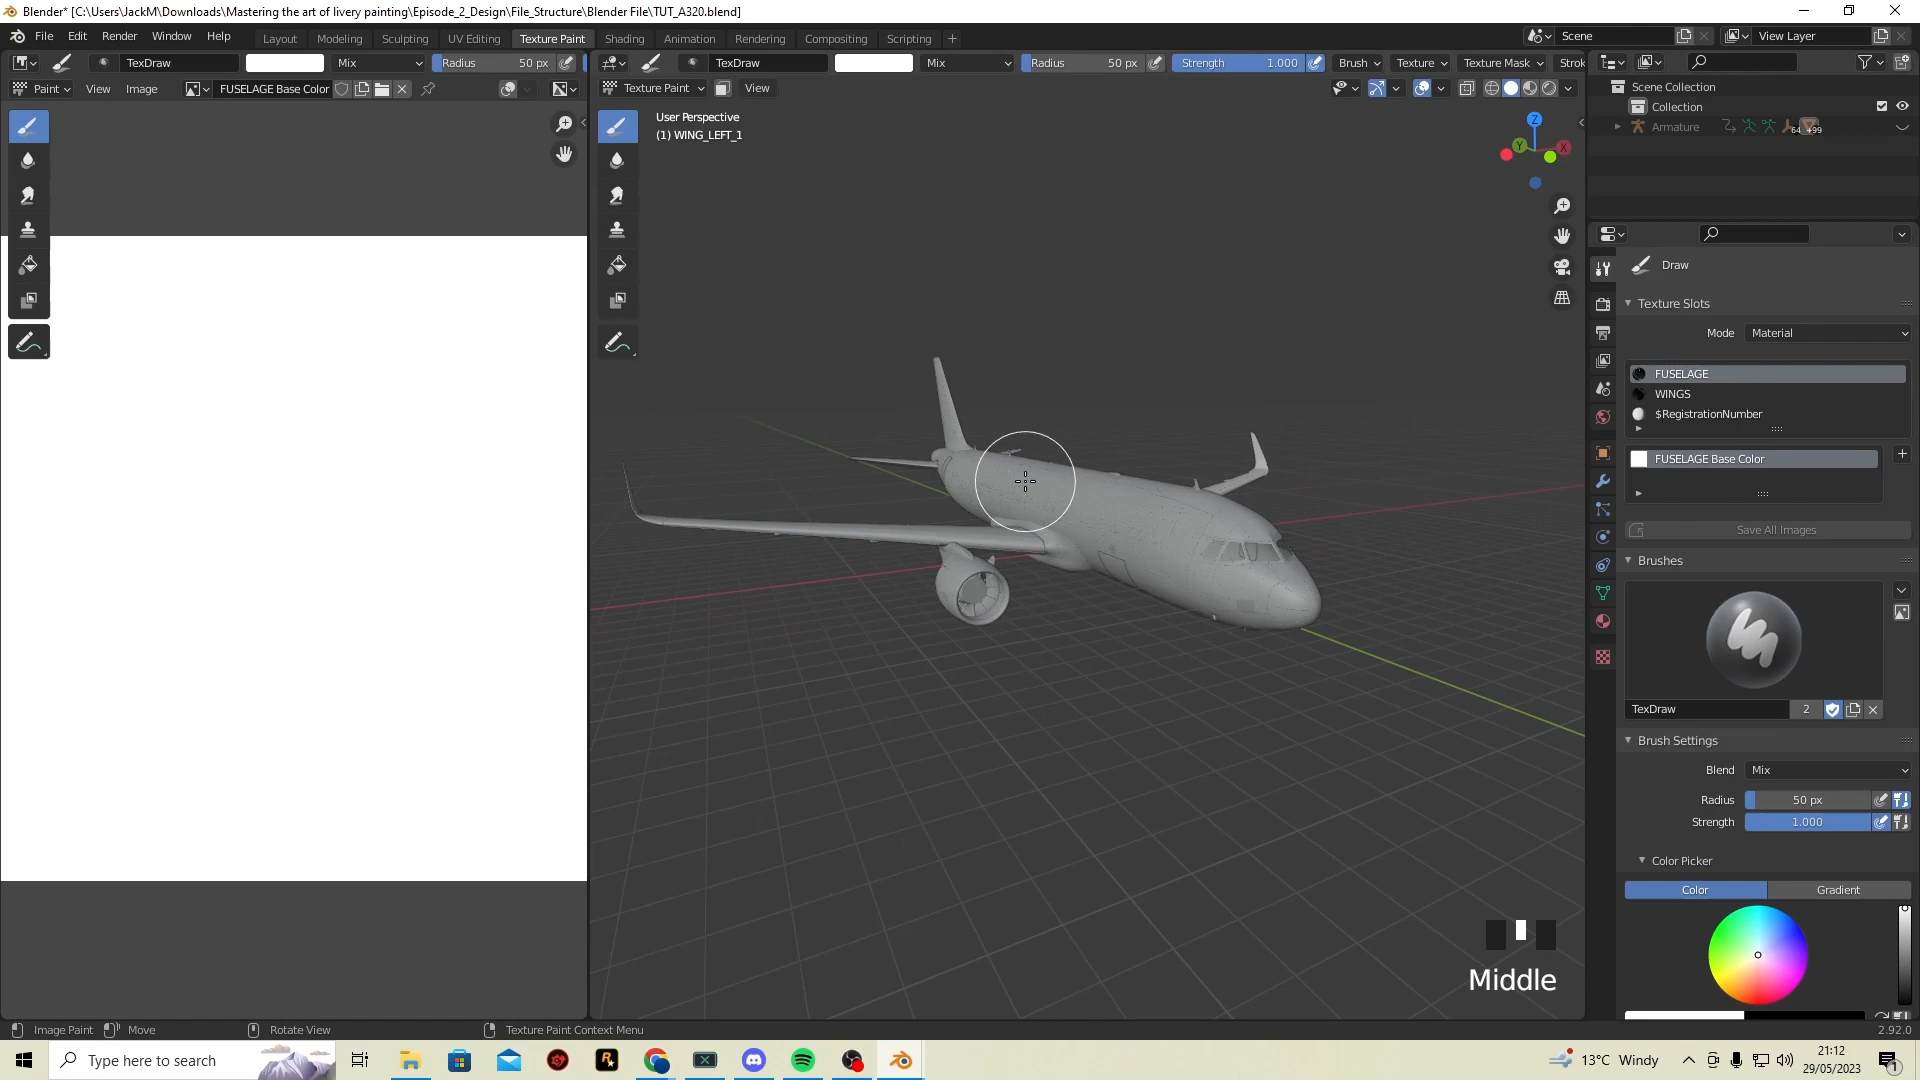 Blender* [C:\Users\JackM\Downloads\Mastering the art of livery painting\Episode_2_Design\File_Structure\Blender File\TUT_A320.blend]
File Edit Render Window Help Layout Modeling Sculpting UV Editing Texture Paint Shading Animation Rendering Compositing Scripting Scene View Layer
TexDraw Mix Radius 50 px TexDraw Mix Radius 50 px Strength 1.000 Brush Texture Texture Mask Strok
Paint View Image FUSELAGE Base Color Texture Paint View
Scene Collection
Collection
Armature 64 +99
User Perspective
(1) WING_LEFT_1
Z
Y X
Draw
Texture Slots
Mode Material
FUSELAGE
WINGS
$RegistrationNumber
FUSELAGE Base Color
Save All Images
Brushes
TexDraw 2
Brush Settings
Blend Mix
Radius 50 px
Strength 1.000
Color Picker
Color Gradient
Middle
Image Paint Move Rotate View Texture Paint Context Menu 2.92.0
Type here to search 13°C Windy 21:12
29/05/2023 1